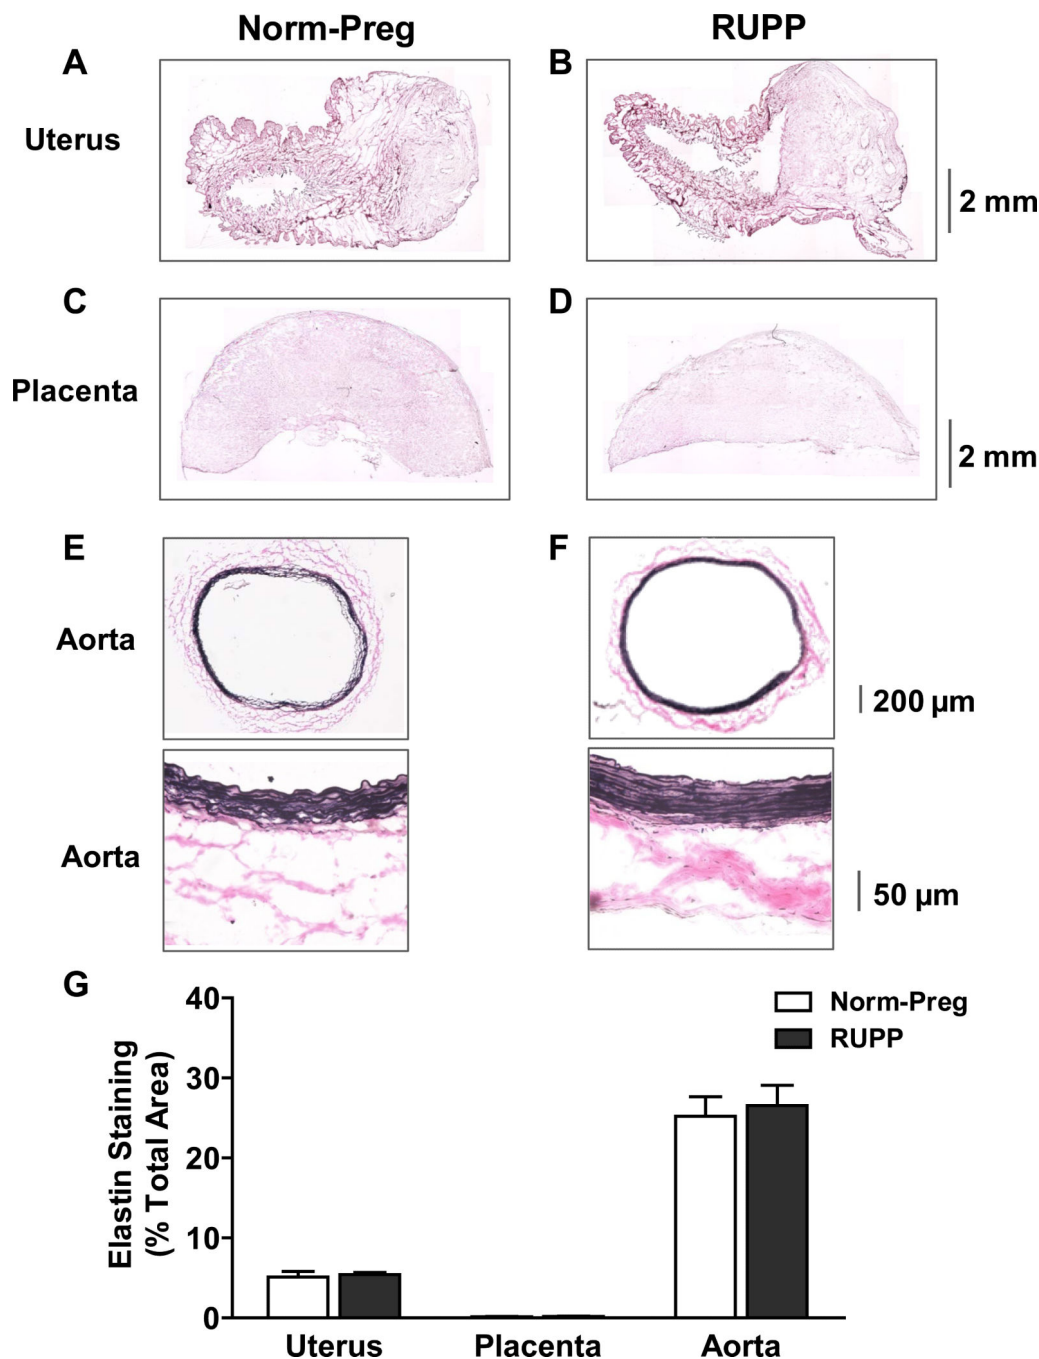 Norm-Preg
RUPP
A
B
Uterus
2 mm
C
D
Placenta
2 mm
E
F
Aorta
200 µm
Aorta
50 µm
G
Elastin Staining
(% Total Area)
40
30
20
10
0
Norm-Preg
RUPP
Uterus
Placenta
Aorta